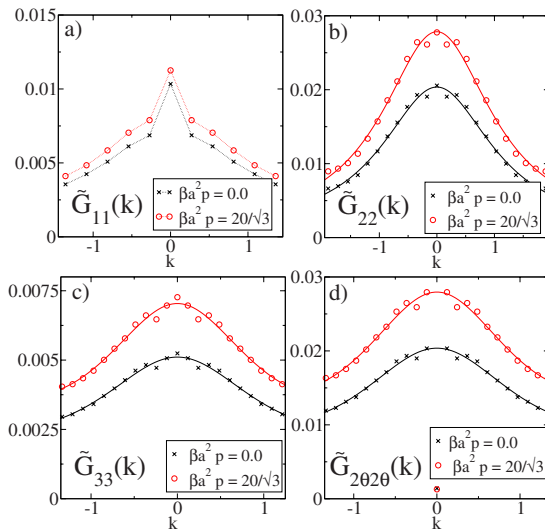 a)
0.015
0.01
0.005
0
-1 0 1
k
G̃₁₁(k)
βa² p = 0.0
βa² p = 20/√3
b)
0.03
0.02
0.01
0
-1 0 1
k
G̃₂₂(k)
βa² p = 0.0
βa² p = 20/√3
c)
0.0075
0.005
0.0025
0
-1 0 1
k
G̃₃₃(k)
βa² p = 0.0
βa² p = 20/√3
d)
0.03
0.02
0.01
0
-1 0 1
k
G̃₂θ₂θ(k)
βa² p = 0.0
βa² p = 20/√3